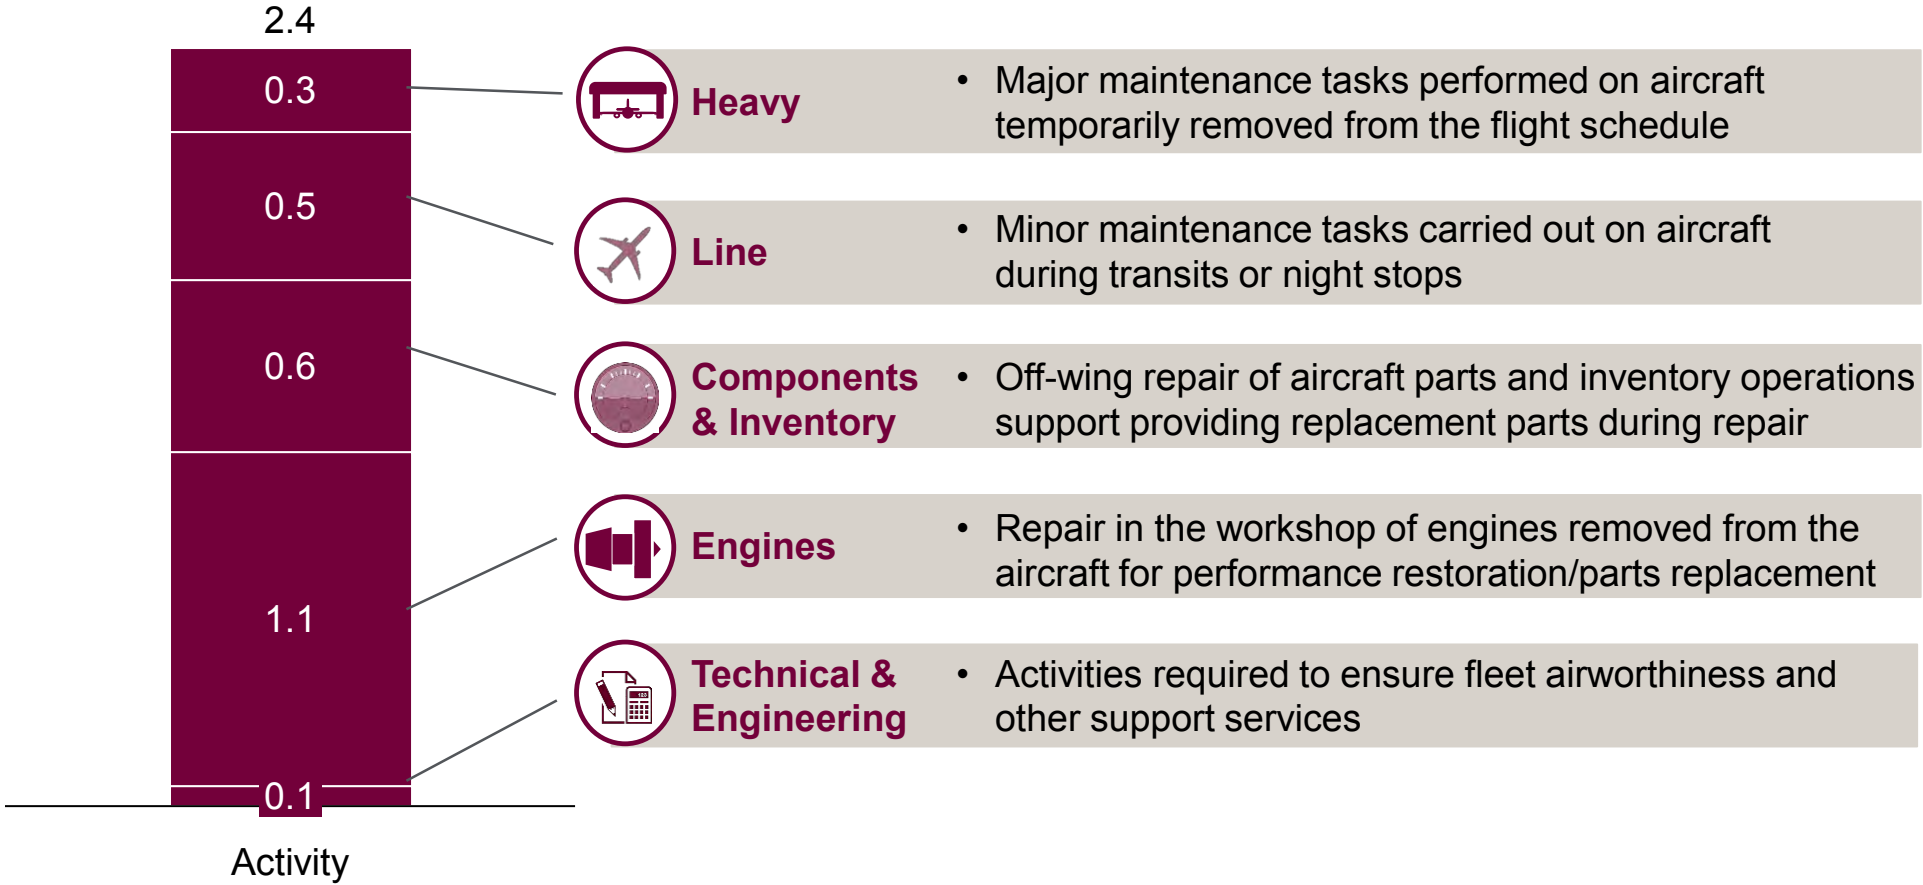 2.4
0.3
0.5
0.6
1.1
0.1
Activity
Heavy
• Major maintenance tasks performed on aircraft
temporarily removed from the flight schedule
Line
• Minor maintenance tasks carried out on aircraft
during transits or night stops
Components
& Inventory
• Off-wing repair of aircraft parts and inventory operations
support providing replacement parts during repair
Engines
• Repair in the workshop of engines removed from the
aircraft for performance restoration/parts replacement
Technical &
Engineering
• Activities required to ensure fleet airworthiness and
other support services